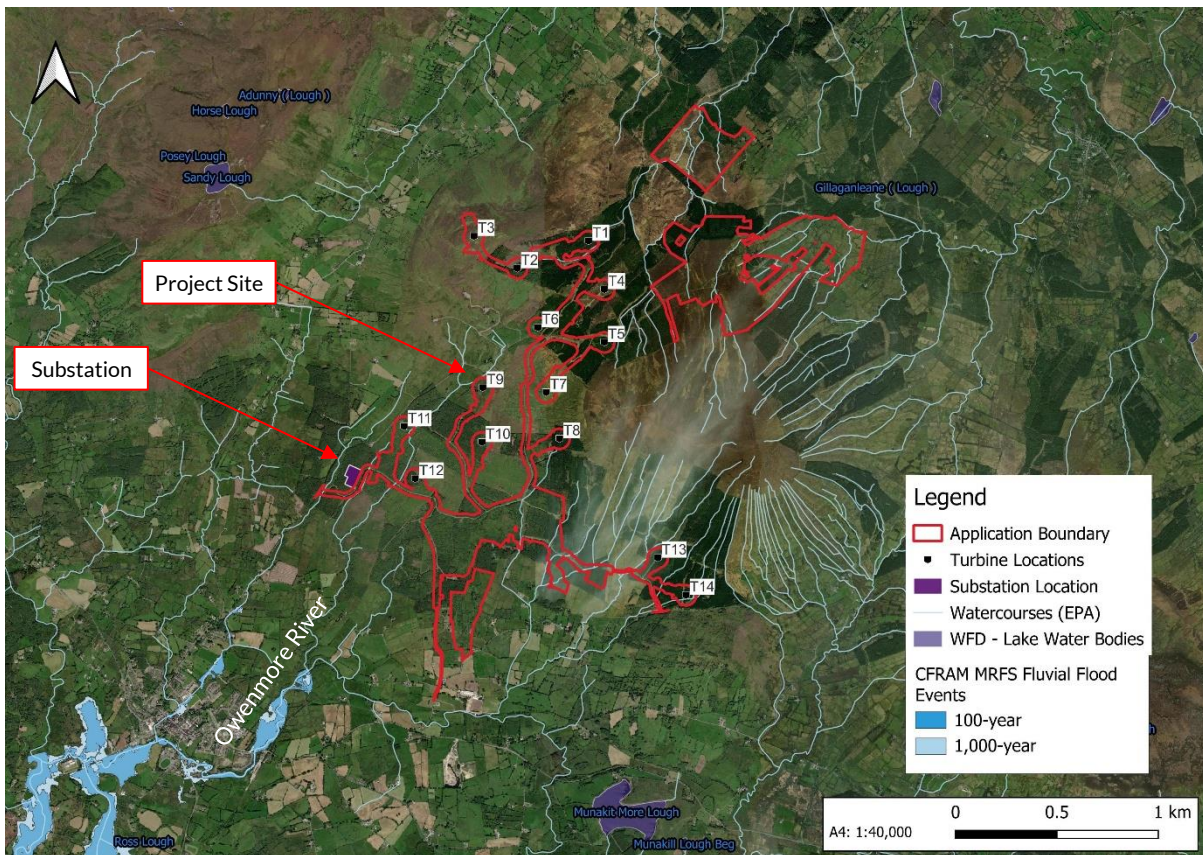 Adunny ( Lough )
Horse Lough
Posey Lough
Sandy Lough
Gillaganleane ( Lough )
T3
T1
T2
T4
Project Site
T6
T5
Substation
T9
T7
T11
T10
T8
T12
T13
T14
Owenmore River
Ross Lough
Munakit More Lough
Munakill Lough Beg
Legend
Application Boundary
Turbine Locations
Substation Location
Watercourses (EPA)
WFD - Lake Water Bodies
CFRAM MRFS Fluvial Flood
Events
100-year
1,000-year
A4: 1:40,000
0 0.5 1 km